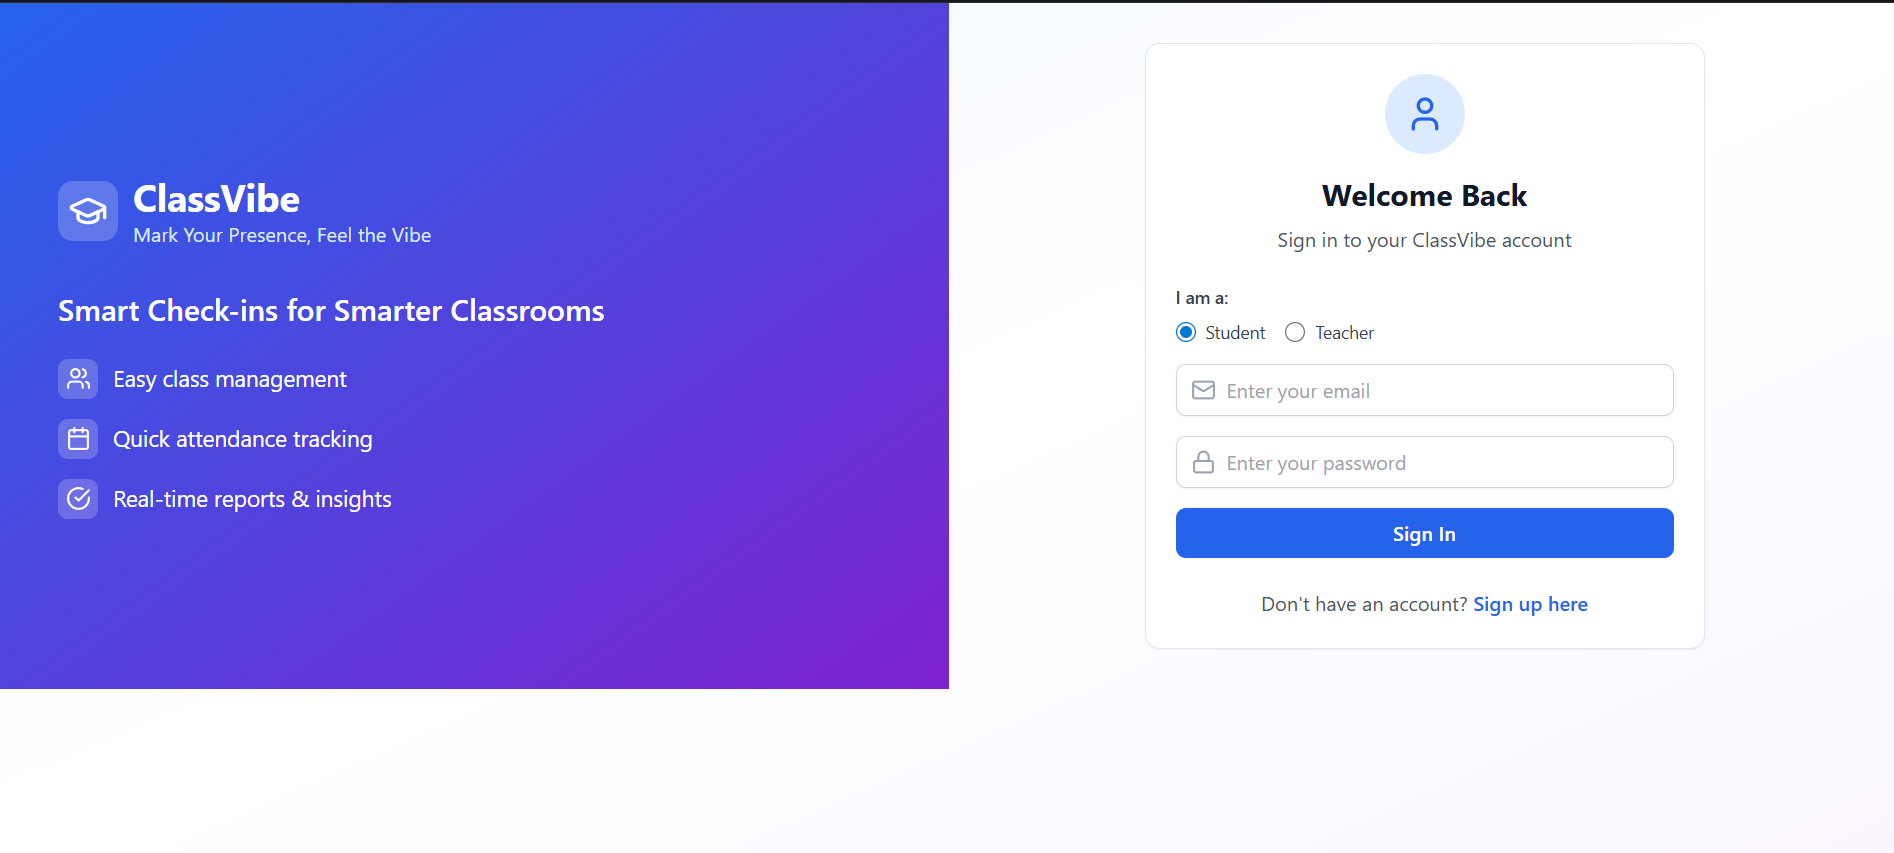 ClassVibe
Mark Your Presence, Feel the Vibe
Smart Check-ins for Smarter Classrooms
Easy class management
Quick attendance tracking
Real-time reports & insights
Welcome Back
Sign in to your ClassVibe account
I am a:
Student Teacher
Enter your email
Enter your password
Sign In
Don't have an account? Sign up here